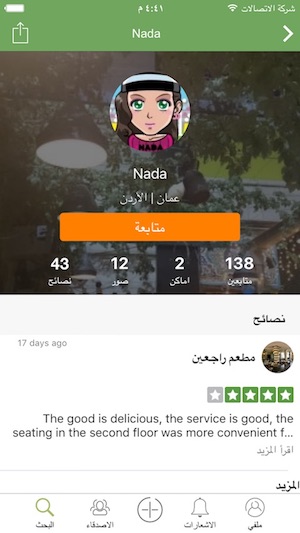 شركة الاتصالات
٤:٤١ م
Nada
NADA
Nada
عمان | الأردن
متابعة
138
2
12
43
متابعين
اماكن
صور
نصائح
نصائح
17 days ago
مطعم راجعين
The good is delicious, the service is good, the
seating in the second floor was more convenient f...
اقرأ المزيد
المزيد
ملفي
الاشعارات
الاصدقاء
البحث